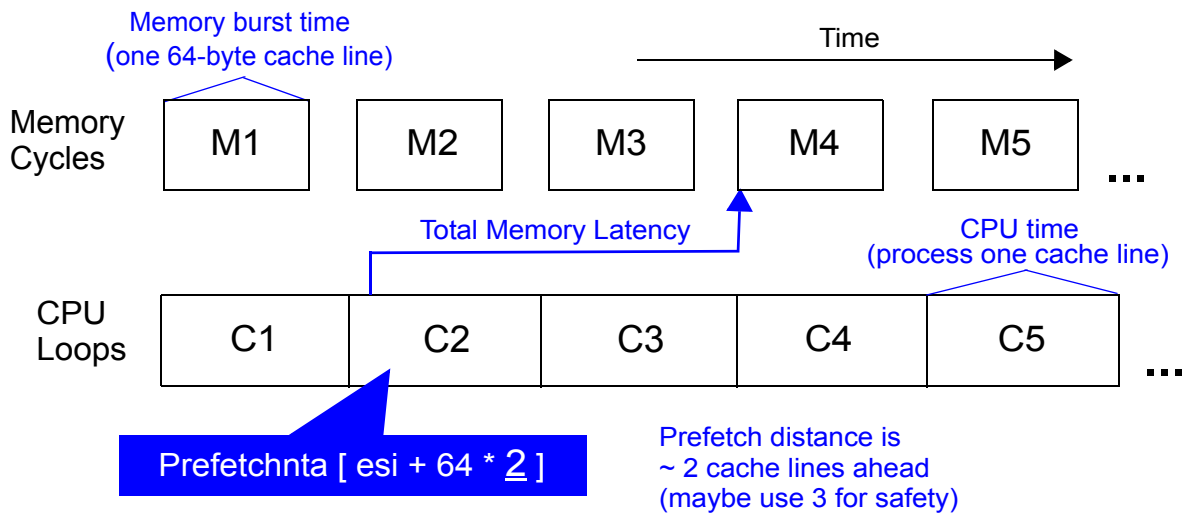 Memory burst time
(one 64-byte cache line)
Time
Memory
Cycles
M1
M2
M3
M4
M5
...
Total Memory Latency
CPU time
(process one cache line)
CPU
Loops
C1
C2
C3
C4
C5
...
Prefetchnta [ esi + 64 * 2 ]
Prefetch distance is
~ 2 cache lines ahead
(maybe use 3 for safety)